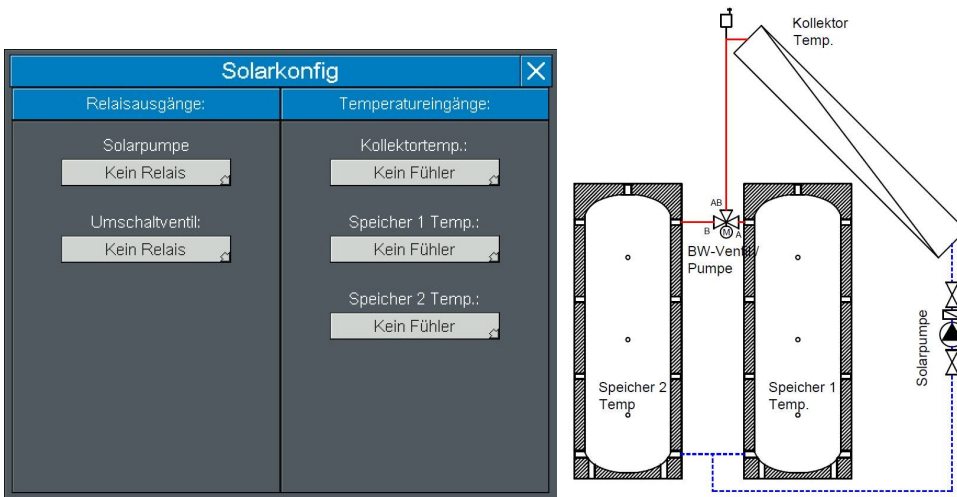 Solarkonfig
Relaisausgänge:
Temperatureingänge:
Solarpumpe
Kein Relais
Umschaltventil:
Kein Relais
Kollektortemp.:
Kein Fühler
Speicher 1 Temp.:
Kein Fühler
Speicher 2 Temp.:
Kein Fühler
Kollektor
Temp.
AB
B
M
A
BW-Ventil/
Pumpe
Solarpumpe
Speicher 2
Temp
Speicher 1
Temp.